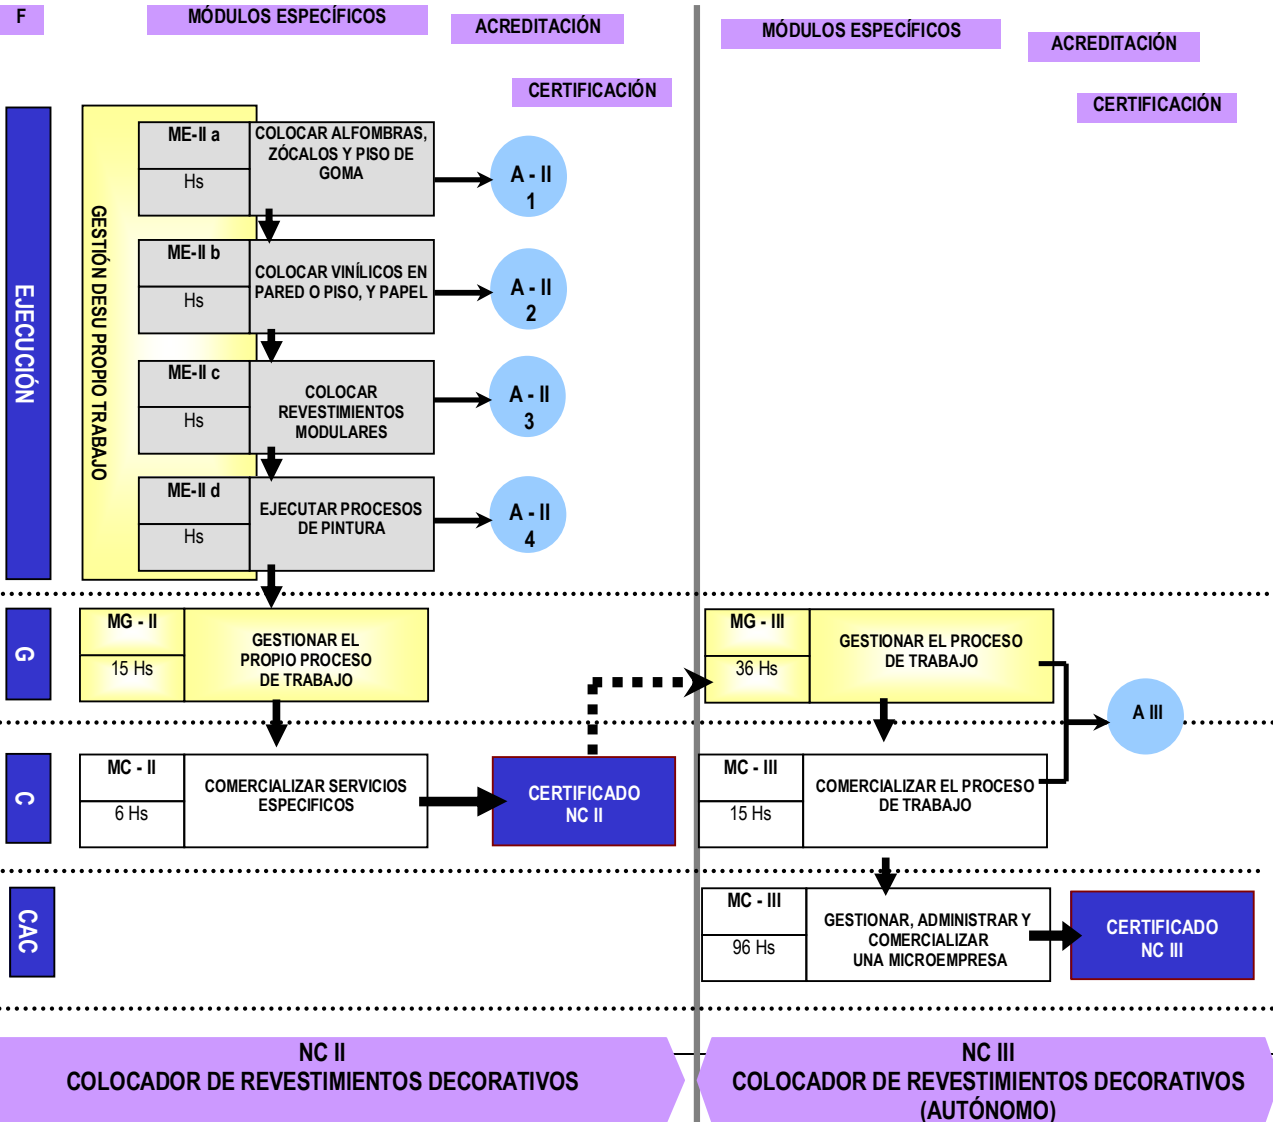 F
MÓDULOS ESPECÍFICOS
ACREDITACIÓN
CERTIFICACIÓN
MÓDULOS ESPECÍFICOS
ACREDITACIÓN
CERTIFICACIÓN
EJECUCIÓN
GESTIÓN DESU PROPIO TRABAJO
ME-II a
Hs
COLOCAR ALFOMBRAS,
ZÓCALOS Y PISO DE
GOMA
A - II
1
ME-II b
Hs
COLOCAR VINÍLICOS EN
PARED O PISO, Y PAPEL
A - II
2
ME-II c
Hs
COLOCAR
REVESTIMIENTOS
MODULARES
A - II
3
ME-II d
Hs
EJECUTAR PROCESOS
DE PINTURA
A - II
4
G
MG - II
15 Hs
GESTIONAR EL
PROPIO PROCESO
DE TRABAJO
MG - III
36 Hs
GESTIONAR EL PROCESO
DE TRABAJO
A III
C
MC - II
6 Hs
COMERCIALIZAR SERVICIOS
ESPECIFICOS
CERTIFICADO
NC II
MC - III
15 Hs
COMERCIALIZAR EL PROCESO
DE TRABAJO
CAC
MC - III
96 Hs
GESTIONAR, ADMINISTRAR Y
COMERCIALIZAR
UNA MICROEMPRESA
CERTIFICADO
NC III
NC II
COLOCADOR DE REVESTIMIENTOS DECORATIVOS
NC III
COLOCADOR DE REVESTIMIENTOS DECORATIVOS
(AUTÓNOMO)